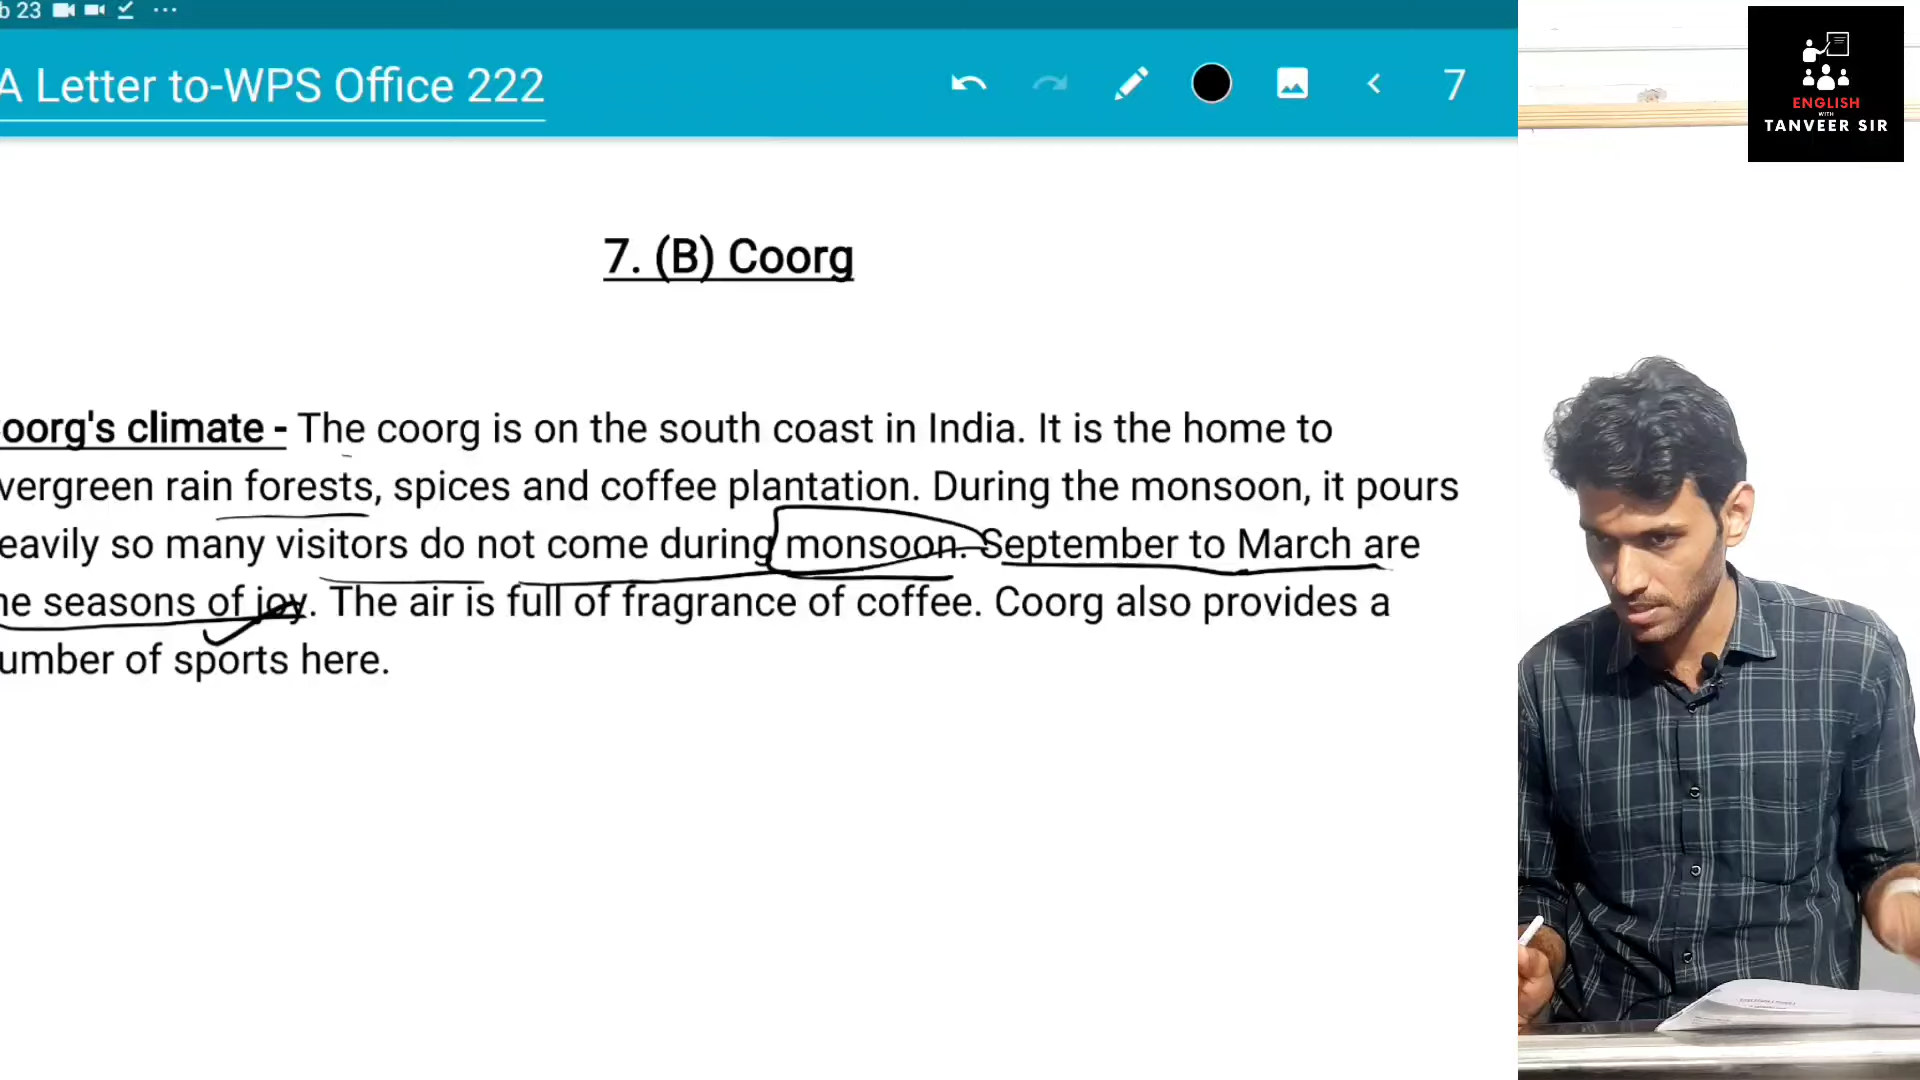 b 23 ...
A Letter to-WPS Office 222
7
ENGLISH
WITH
TANVEER SIR
7. (B) Coorg
oorg's climate - The coorg is on the south coast in India. It is the home to
vergreen rain forests, spices and coffee plantation. During the monsoon, it pours
eavily so many visitors do not come during monsoon. September to March are
he seasons of joy. The air is full of fragrance of coffee. Coorg also provides a
umber of sports here.